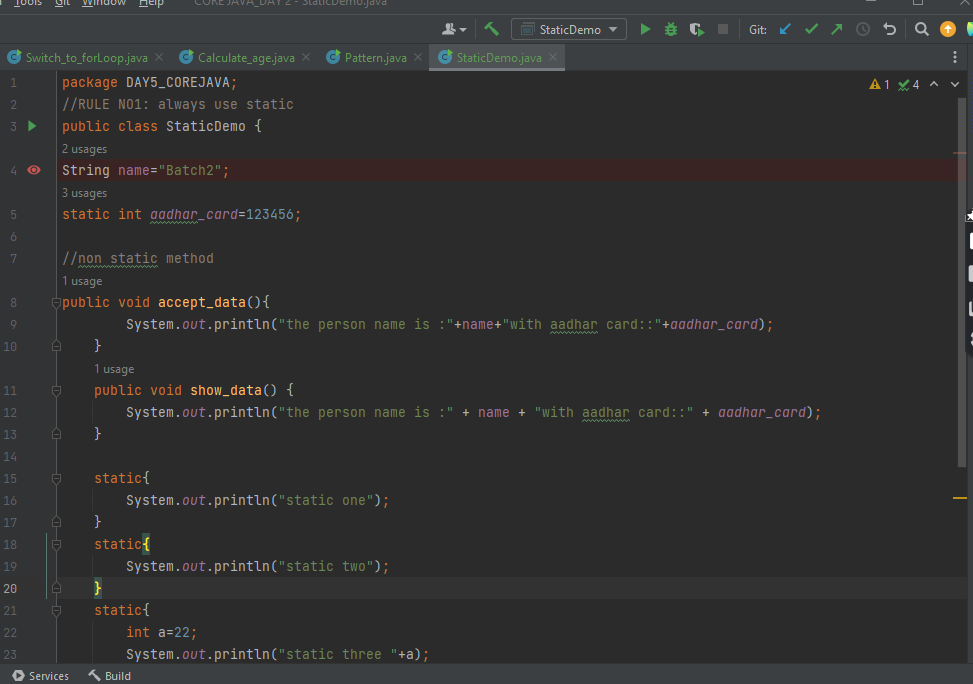 Tools Git Window Help CORE JAVA_DAY 2 - StaticDemo.java
StaticDemo Git:
Switch_to_forLoop.java Calculate_age.java Pattern.java StaticDemo.java
1 package DAY5_COREJAVA; 1 4
2 //RULE NO1: always use static
3 public class StaticDemo {
2 usages
4 String name="Batch2";
3 usages
5 static int aadhar_card=123456;
6
7 //non static method
1 usage
8 public void accept_data(){
9 System.out.println("the person name is :"+name+"with aadhar card::"+aadhar_card);
10 }
1 usage
11 public void show_data() {
12 System.out.println("the person name is :" + name + "with aadhar card::" + aadhar_card);
13 }
14
15 static{
16 System.out.println("static one");
17 }
18 static{
19 System.out.println("static two");
20 }
21 static{
22 int a=22;
23 System.out.println("static three "+a);
Services Build